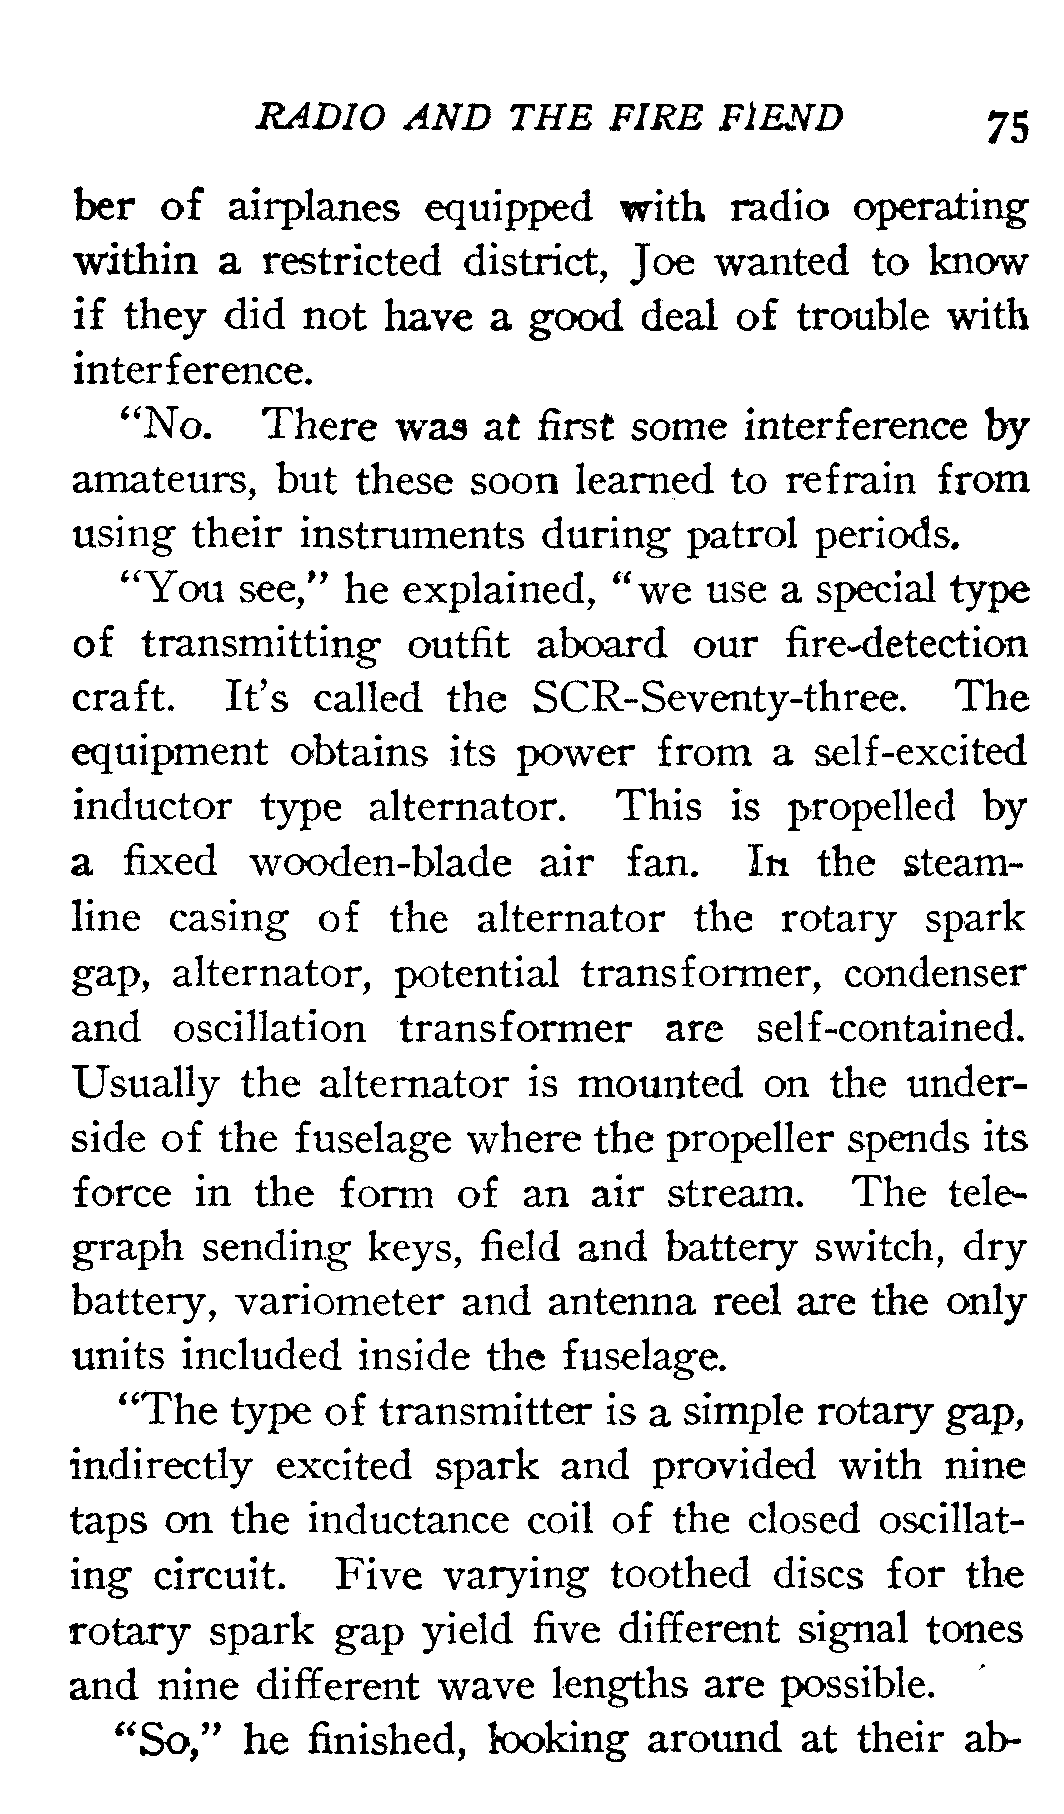 RADIO AND THE FIRE FIEND 75
ber of airplanes equipped with radio operating
within a restricted district, Joe wanted to know
if they did not have a good deal of trouble with
interference.
“No. There was at first some interference by
amateurs, but these soon learned to refrain from
using their instruments during patrol periods.
“You see,” he explained, “we use a special type
of transmitting outfit aboard our fire-detection
craft. It’s called the SCR-Seventy-three. The
equipment obtains its power from a self-excited
inductor type alternator. This is propelled by
a fixed wooden-blade air fan. In the steam-
line casing of the alternator the rotary spark
gap, alternator, potential transformer, condenser
and oscillation transformer are self-contained.
Usually the alternator is mounted on the under-
side of the fuselage where the propeller spends its
force in the form of an air stream. The tele-
graph sending keys, field and battery switch, dry
battery, variometer and antenna reel are the only
units included inside the fuselage.
“The type of transmitter is a simple rotary gap,
indirectly excited spark and provided with nine
taps on the inductance coil of the closed oscillat-
ing circuit. Five varying toothed discs for the
rotary spark gap yield five different signal tones
and nine different wave lengths are possible.
“So,” he finished, looking around at their ab-